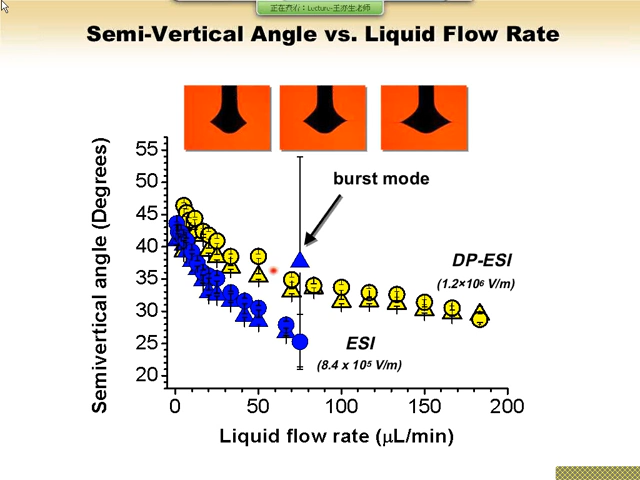 正在查看：Lecturer-王亦生老师
Semi-Vertical Angle vs. Liquid Flow Rate
burst mode
DP-ESI
(1.2×10⁶ V/m)
ESI
(8.4 x 10⁵ V/m)
Semivertical angle (Degrees)
55
50
45
40
35
30
25
20
0
50
100
150
200
Liquid flow rate (μL/min)